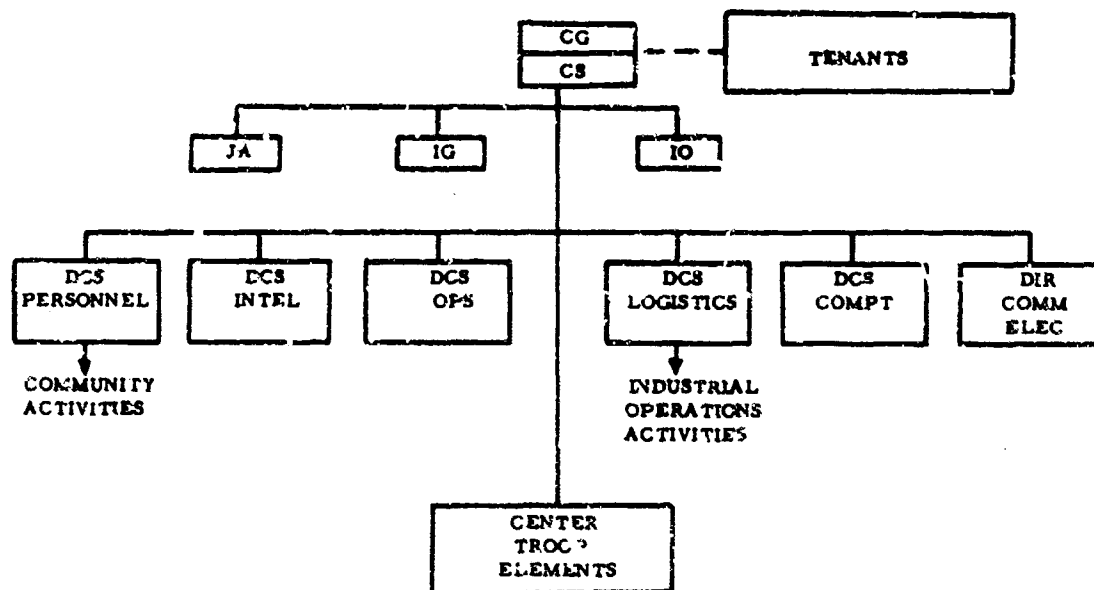 CG
TENANTS
CS
JA
IG
IO
DCS
PERSONNEL
DCS
INTEL
DCS
OPS
DCS
LOGISTICS
DCS
COMPT
DIR
COMM
ELEC
COMMUNITY
ACTIVITIES
INDUSTRIAL
OPERATIONS
ACTIVITIES
CENTER
TROOP
ELEMENTS